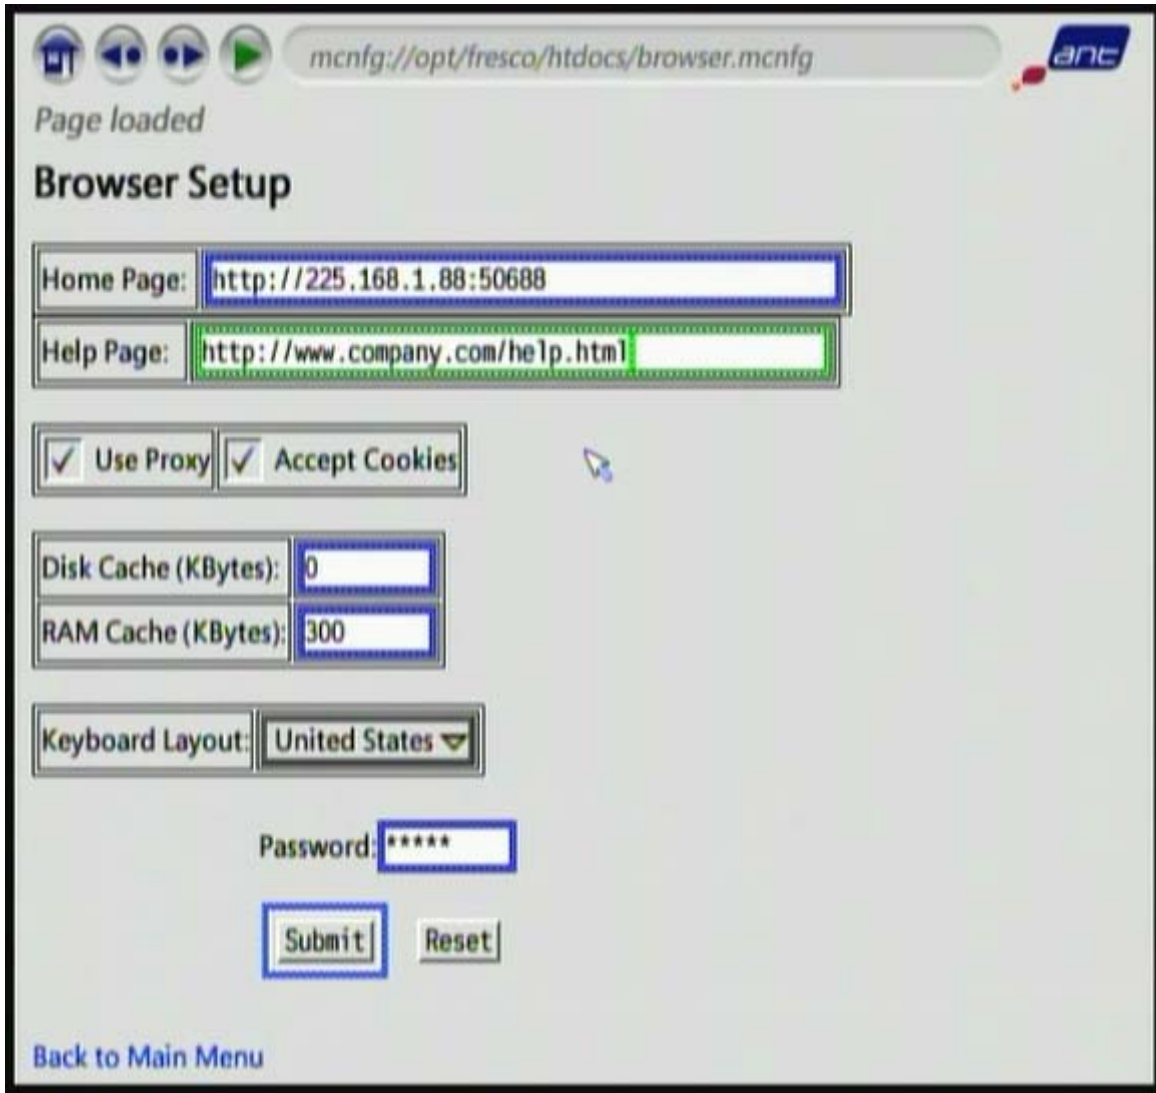 mcnfg://opt/fresco/htdocs/browser.mcnfg
ant
Page loaded
Browser Setup
Home Page: http://225.168.1.88:50688
Help Page: http://www.company.com/help.html
Use Proxy Accept Cookies
Disk Cache (KBytes): 0
RAM Cache (KBytes): 300
Keyboard Layout: United States
Password: *****
Submit Reset
Back to Main Menu